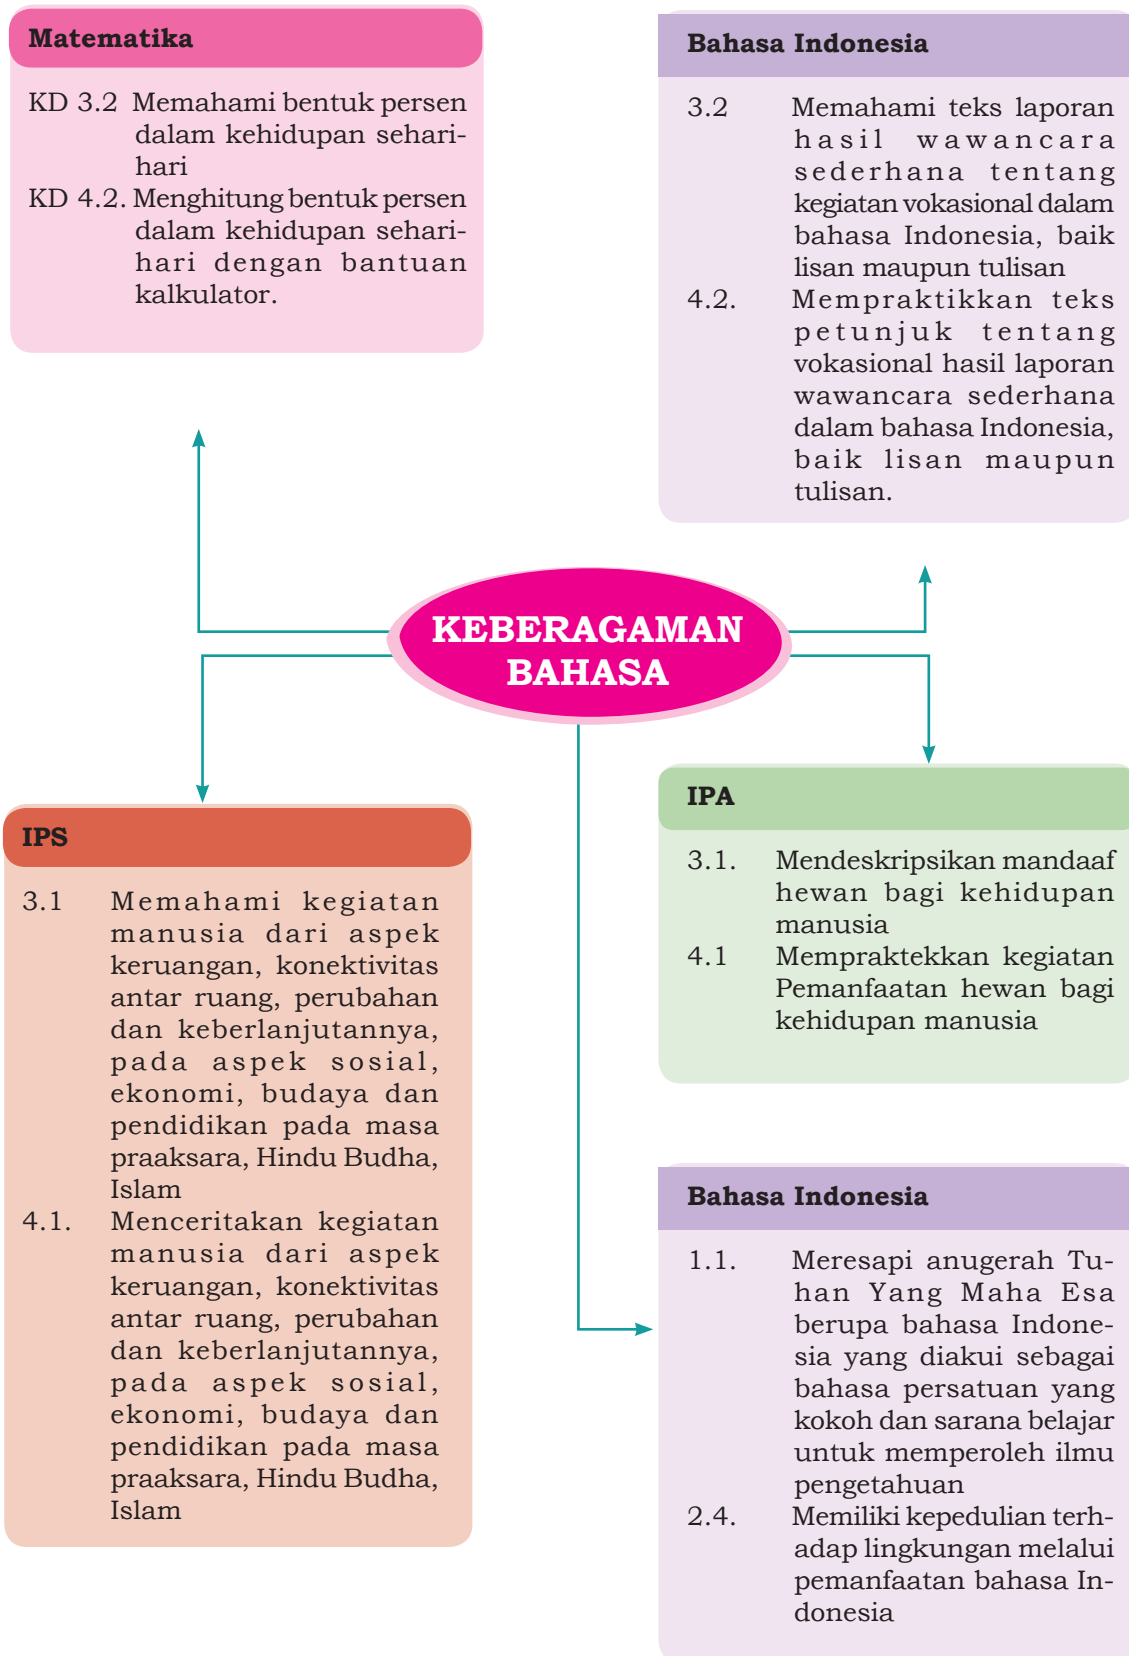 Matematika
KD 3.2 Memahami bentuk persen
dalam kehidupan sehari-
hari
KD 4.2. Menghitung bentuk persen
dalam kehidupan sehari-
hari dengan bantuan
kalkulator.
Bahasa Indonesia
3.2 Memahami teks laporan
hasil wawancara
sederhana tentang
kegiatan vokasional dalam
bahasa Indonesia, baik
lisan maupun tulisan
4.2. Mempraktikkan teks
petunjuk tentang
vokasional hasil laporan
wawancara sederhana
dalam bahasa Indonesia,
baik lisan maupun
tulisan.
KEBERAGAMAN
BAHASA
IPS
3.1 Memahami kegiatan
manusia dari aspek
keruangan, konektivitas
antar ruang, perubahan
dan keberlanjutannya,
pada aspek sosial,
ekonomi, budaya dan
pendidikan pada masa
praaksara, Hindu Budha,
Islam
4.1. Menceritakan kegiatan
manusia dari aspek
keruangan, konektivitas
antar ruang, perubahan
dan keberlanjutannya,
pada aspek sosial,
ekonomi, budaya dan
pendidikan pada masa
praaksara, Hindu Budha,
Islam
IPA
3.1. Mendeskripsikan mandaaf
hewan bagi kehidupan
manusia
4.1 Mempraktekkan kegiatan
Pemanfaatan hewan bagi
kehidupan manusia
Bahasa Indonesia
1.1. Meresapi anugerah Tu-
han Yang Maha Esa
berupa bahasa Indone-
sia yang diakui sebagai
bahasa persatuan yang
kokoh dan sarana belajar
untuk memperoleh ilmu
pengetahuan
2.4. Memiliki kepedulian terh-
adap lingkungan melalui
pemanfaatan bahasa In-
donesia